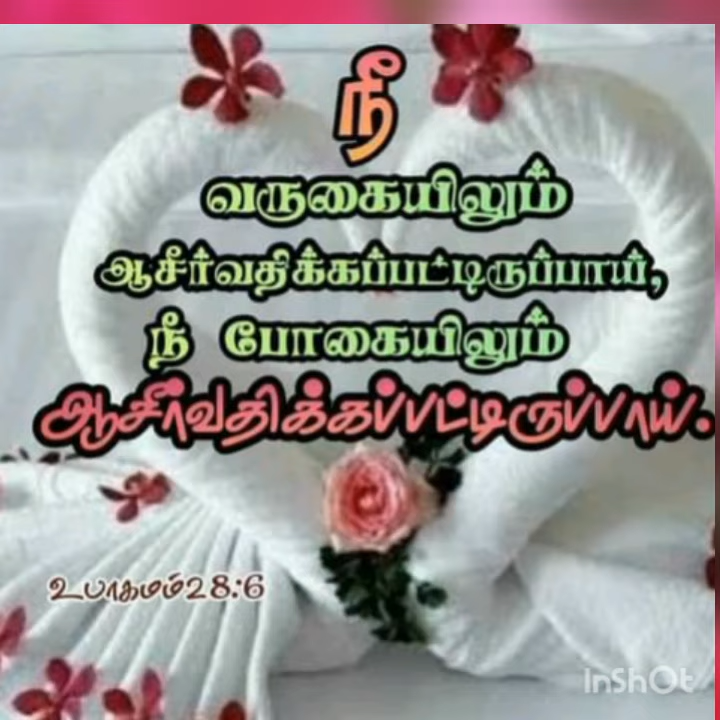 நீ
வருகையிலும்
ஆசீர்வதிக்கப்பட்டிருப்பாய்,
நீ போகையிலும்
ஆசீர்வதிக்கப்பட்டிருப்பாய்.
உபாகமம்28:6
InShOt